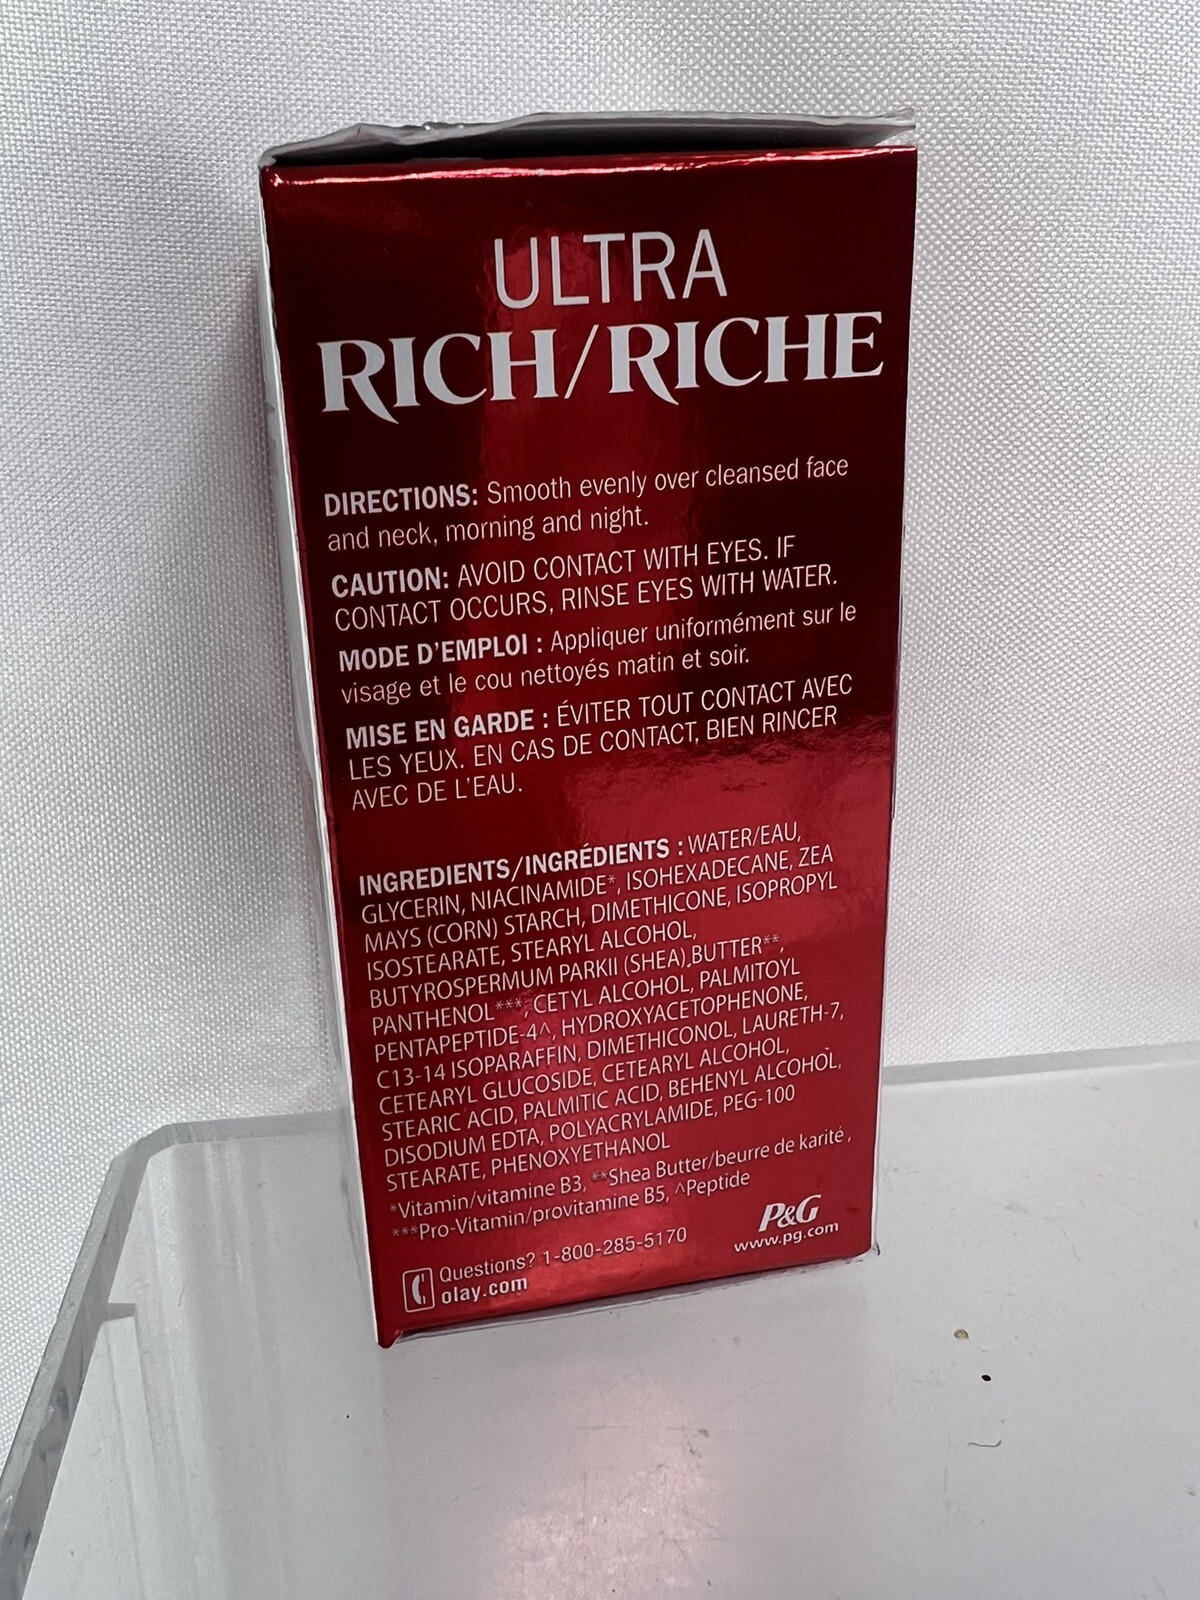 ULTRA
RICH/RICHE
DIRECTIONS: Smooth evenly over cleansed face
and neck, morning and night.
CAUTION: AVOID CONTACT WITH EYES. IF
CONTACT OCCURS, RINSE EYES WITH WATER.
MODE D'EMPLOI : Appliquer uniformément sur le
visage et le cou nettoyés matin et soir.
MISE EN GARDE : ÉVITER TOUT CONTACT AVEC
LES YEUX. EN CAS DE CONTACT, BIEN RINCER
AVEC DE L'EAU.
INGREDIENTS/INGRÉDIENTS : WATER/EAU,
GLYCERIN, NIACINAMIDE*, ISOHEXADECANE, ZEA
MAYS (CORN) STARCH, DIMETHICONE, ISOPROPYL
ISOSTEARATE, STEARYL ALCOHOL,
BUTYROSPERMUM PARKII (SHEA) BUTTER**,
PANTHENOL***, CETYL ALCOHOL, PALMITOYL
PENTAPEPTIDE-4^, HYDROXYACETOPHENONE,
C13-14 ISOPARAFFIN, DIMETHICONOL, LAURETH-7,
CETEARYL GLUCOSIDE, CETEARYL ALCOHOL,
STEARIC ACID, PALMITIC ACID, BEHENYL ALCOHOL,
DISODIUM EDTA, POLYACRYLAMIDE, PEG-100
STEARATE, PHENOXYETHANOL
*Vitamin/vitamine B3, **Shea Butter/beurre de karité,
***Pro-Vitamin/provitamine B5, ^Peptide
Questions? 1-800-285-5170
olay.com
P&G
www.pg.com